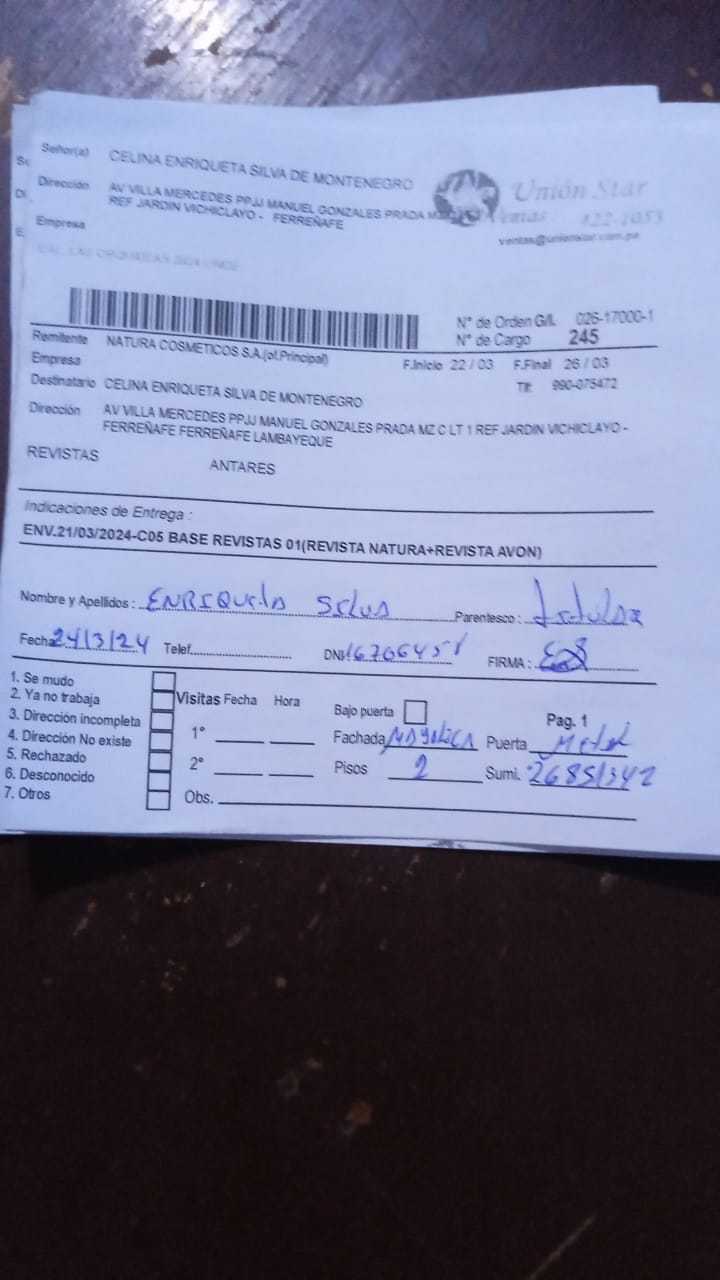 Señor(a) CELINA ENRIQUETA SILVA DE MONTENEGRO
Dirección AV VILLA MERCEDES PPJJ MANUEL GONZALES PRADA M
REF JARDIN VICHICLAYO - FERREÑAFE
Empresa
Unión Star
Ventas 422-1053
ventas@unionstar.com.pe
N° de Orden G/L 026-17000-1
N° de Cargo 245
Remitente NATURA COSMETICOS S.A.(of.Principal)
Empresa
F.Inicio 22 / 03 F.Final 26 / 03
Destinatario CELINA ENRIQUETA SILVA DE MONTENEGRO
Tlf: 990-075472
Dirección AV VILLA MERCEDES PPJJ MANUEL GONZALES PRADA MZ C LT 1 REF JARDIN VICHICLAYO -
FERREÑAFE FERREÑAFE LAMBAYEQUE
REVISTAS ANTARES
Indicaciones de Entrega :
ENV.21/03/2024-C05 BASE REVISTAS 01(REVISTA NATURA+REVISTA AVON)
Nombre y Apellidos : ENRIQUETA SILVA Parentesco :
Fecha 24/3/24 Telef. DNI FIRMA :
1. Se mudo
2. Ya no trabaja
3. Dirección incompleta
4. Dirección No existe
5. Rechazado
6. Desconocido
7. Otros
Visitas Fecha Hora
1°
2°
Obs.
Bajo puerta Pag. 1
Fachada MAYOLICA Puerta Metal
Pisos 2 Sumi.